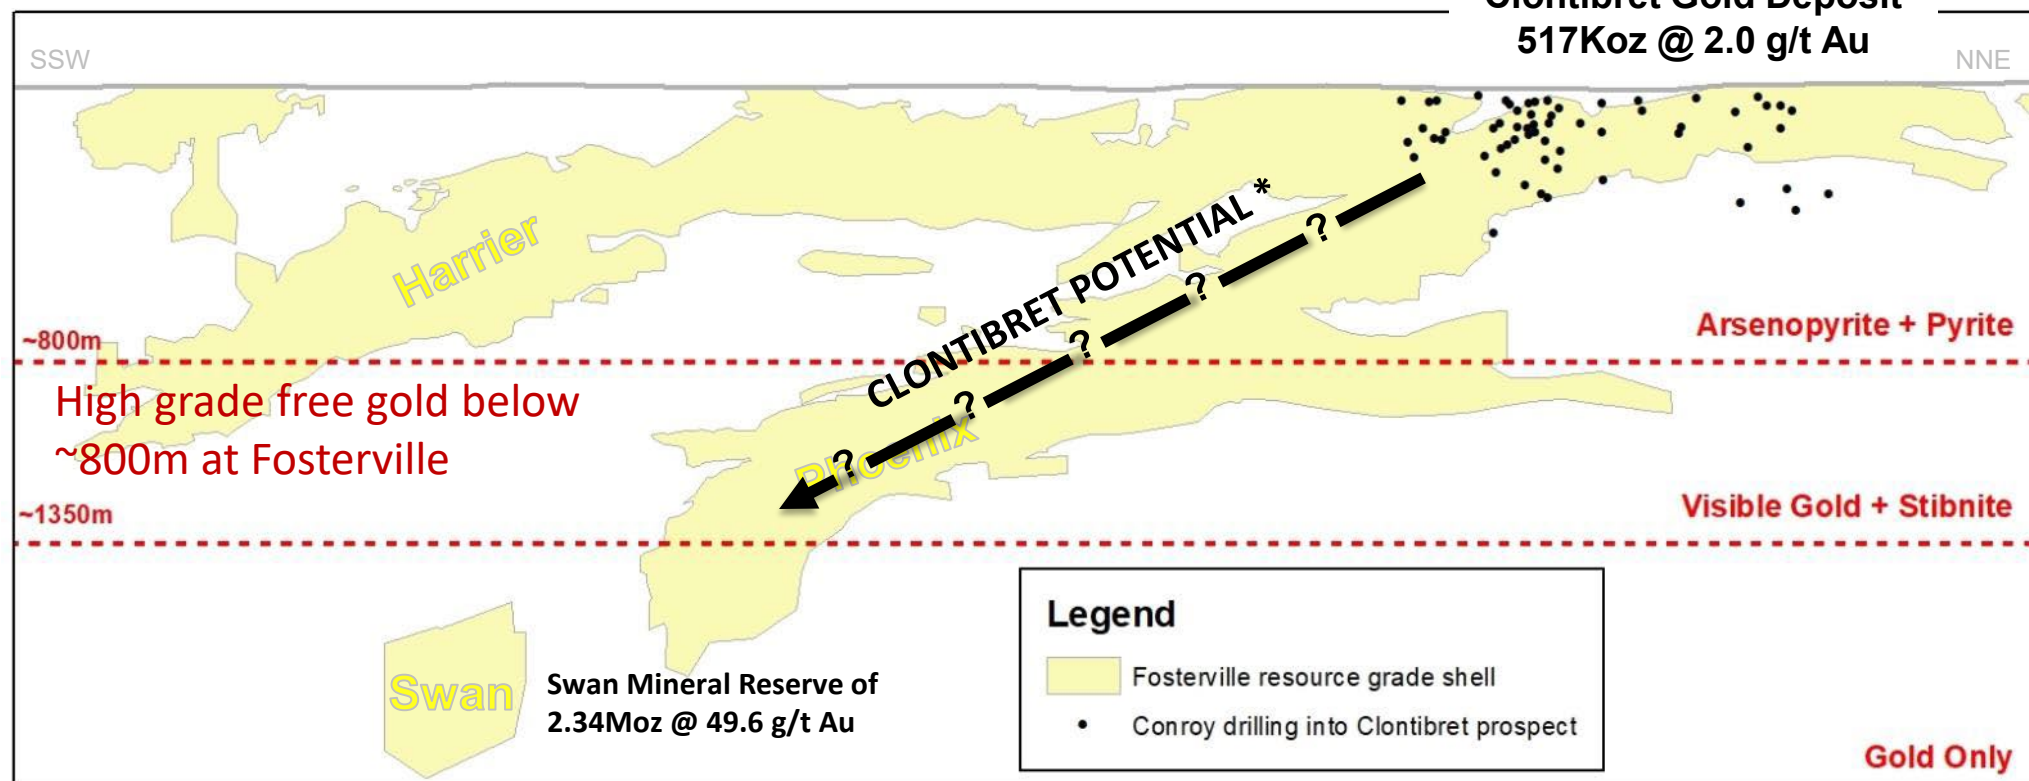 Clontibret Gold Deposit
517Koz @ 2.0 g/t Au
SSW
NNE
Harrier
CLONTIBRET POTENTIAL *
?
?
?
?
?
Arsenopyrite + Pyrite
~800m
High grade free gold below
~800m at Fosterville
Phoenix
~1350m
Visible Gold + Stibnite
Swan
Swan Mineral Reserve of
2.34Moz @ 49.6 g/t Au
Legend
Fosterville resource grade shell
Conroy drilling into Clontibret prospect
Gold Only